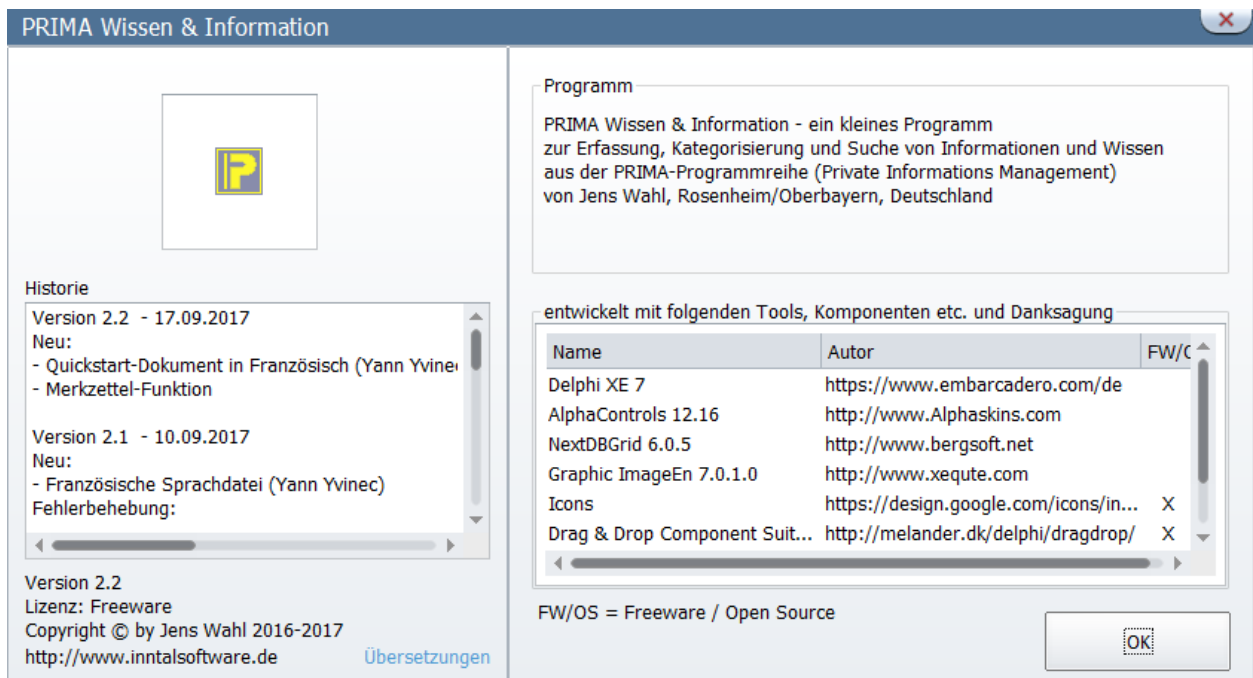 PRIMA Wissen & Information
Historie
Version 2.2 - 17.09.2017
Neu:
- Quickstart-Dokument in Französisch (Yann Yvine
- Merkzettel-Funktion
Version 2.1 - 10.09.2017
Neu:
- Französische Sprachdatei (Yann Yvinec)
Fehlerbehebung:
Version 2.2
Lizenz: Freeware
Copyright © by Jens Wahl 2016-2017
http://www.inntalsoftware.de Übersetzungen
Programm
PRIMA Wissen & Information - ein kleines Programm
zur Erfassung, Kategorisierung und Suche von Informationen und Wissen
aus der PRIMA-Programmreihe (Private Informations Management)
von Jens Wahl, Rosenheim/Oberbayern, Deutschland
entwickelt mit folgenden Tools, Komponenten etc. und Danksagung
Name Autor FW/O
Delphi XE 7 https://www.embarcadero.com/de
AlphaControls 12.16 http://www.Alphaskins.com
NextDBGrid 6.0.5 http://www.bergsoft.net
Graphic ImageEn 7.0.1.0 http://www.xequte.com
Icons https://design.google.com/icons/in... X
Drag & Drop Component Suit... http://melander.dk/delphi/dragdrop/ X
FW/OS = Freeware / Open Source
OK